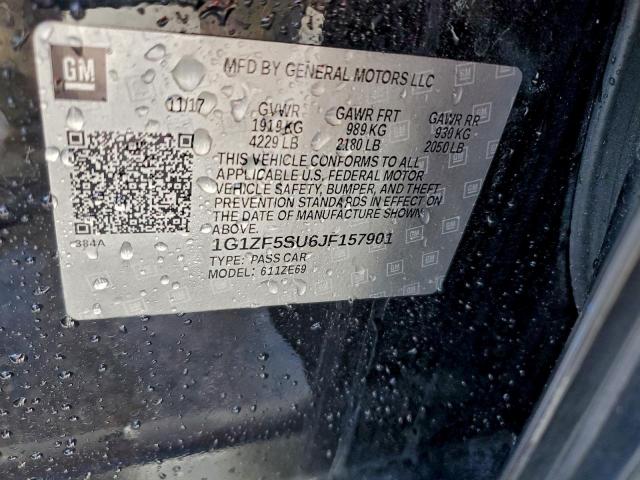 GM
MFD BY GENERAL MOTORS LLC
11/17 GVWR GAWR FRT GAWR RR
1919 KG 989 KG 930 KG
4229 LB 2180 LB 2050 LB
THIS VEHICLE CONFORMS TO ALL
APPLICABLE U.S. FEDERAL MOTOR
VEHICLE SAFETY, BUMPER, AND THEFT
PREVENTION STANDARDS IN EFFECT ON
THE DATE OF MANUFACTURE SHOWN
ABOVE.
384A
1G1ZF5SU6JF157901
TYPE: PASS CAR
MODEL: 611ZE69